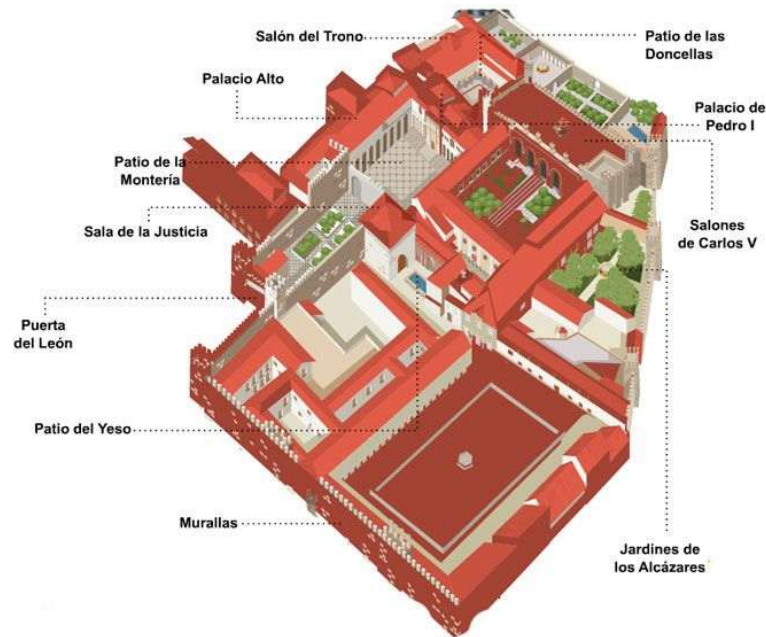 Salón del Trono
Patio de las
Doncellas
Palacio Alto
Palacio de
Pedro I
Patio de la
Montería
Sala de la Justicia
Salones
de Carlos V
Puerta
del León
Patio del Yeso
Murallas
Jardines de
los Alcázares